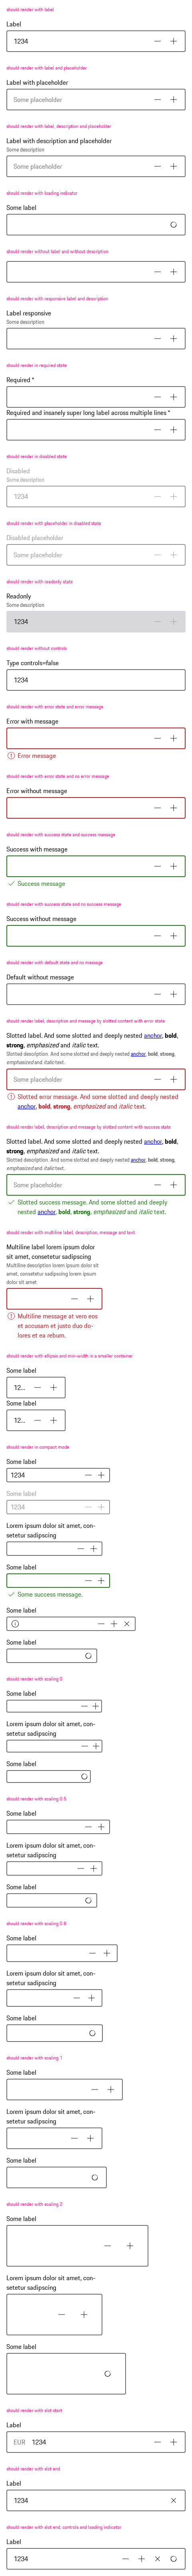 should render with label
Label
1234
should render with label and placeholder
Label with placeholder
Some placeholder
should render with label, description and placeholder
Label with description and placeholder
Some description
Some placeholder
should render with loading indicator
Some label
should render without label and without description
should render with responsive label and description
Label responsive
Some description
should render in required state
Required *
Required and insanely super long label across multiple lines *
should render in disabled state
Disabled
Some description
1234
should render with placeholder in disabled state
Disabled placeholder
Some placeholder
should render with readonly state
Readonly
Some description
1234
should render without controls
Type controls=false
1234
should render with error state and error message
Error with message
Error message
should render with error state and no error message
Error without message
should render with success state and success message
Success with message
Success message
should render with success state and no success message
Success without message
should render with default state and no message
Default without message
should render label, description and message by slotted content with error state
Slotted label. And some slotted and deeply nested anchor, bold,
strong, emphasized and italic text.
Slotted description. And some slotted and deeply nested anchor, bold, strong,
emphasized and italic text.
Some placeholder
Slotted error message. And some slotted and deeply nested
anchor, bold, strong, emphasized and italic text.
should render label, description and message by slotted content with success state
Slotted label. And some slotted and deeply nested anchor, bold,
strong, emphasized and italic text.
Slotted description. And some slotted and deeply nested anchor, bold, strong,
emphasized and italic text.
Some placeholder
Slotted success message. And some slotted and deeply
nested anchor, bold, strong, emphasized and italic text.
should render with multiline label, description, message and text
Multiline label lorem ipsum dolor
sit amet, consetetur sadipscing
Multiline description lorem ipsum dolor sit
amet, consetetur sadipscing lorem ipsum
dolor sit amet
Multiline message at vero eos
et accusam et justo duo do-
lores et ea rebum.
should render with ellipsis and min-width in a smaller container
Some label
12...
Some label
12...
should render in compact mode
Some label
1234
Some label
1234
Lorem ipsum dolor sit amet, con-
setetur sadipscing
Some label
Some success message.
Some label
Some label
should render with scaling 0
Some label
Lorem ipsum dolor sit amet, con-
setetur sadipscing
Some label
should render with scaling 0.5
Some label
Lorem ipsum dolor sit amet, con-
setetur sadipscing
Some label
should render with scaling 0.8
Some label
Lorem ipsum dolor sit amet, con-
setetur sadipscing
Some label
should render with scaling 1
Some label
Lorem ipsum dolor sit amet, con-
setetur sadipscing
Some label
should render with scaling 2
Some label
Lorem ipsum dolor sit amet, con-
setetur sadipscing
Some label
should render with slot start
Label
EUR 1234
should render with slot end
Label
1234
should render with slot end, controls and loading indicator
Label
1234